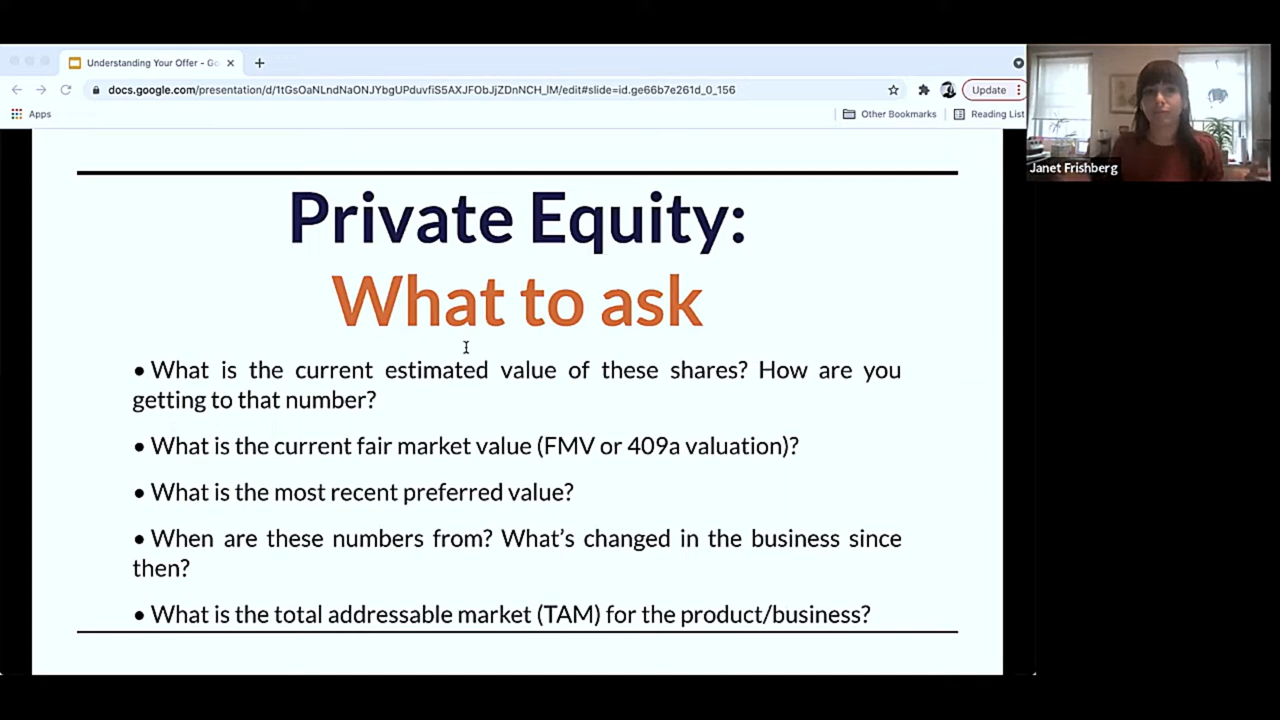 Understanding Your Offer - Go
docs.google.com/presentation/d/1tGsOaNLndNaONJYbgUPduvfiS5AXJFObJjZDnNCH_lM/edit#slide=id.ge66b7e261d_0_156
Update
Apps
Other Bookmarks
Reading List
Janet Frishberg
Private Equity:
What to ask
• What is the current estimated value of these shares? How are you
getting to that number?
• What is the current fair market value (FMV or 409a valuation)?
• What is the most recent preferred value?
• When are these numbers from? What’s changed in the business since
then?
• What is the total addressable market (TAM) for the product/business?